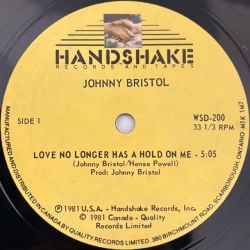 HANDSHAKE
RECORDS AND TAPES
JOHNNY BRISTOL
SIDE 1
WSD-200
33 1/3 RPM
LOVE NO LONGER HAS A HOLD ON ME - 5:05
(Johnny Bristol/Hense Powell)
Prod: Johnny Bristol
℗ 1981 U.S.A. - Handshake Records, Inc.
© 1981 Canada - Quality
Records Limited
MANUFACTURED AND DISTRIBUTED IN CANADA BY QUALITY RECORDS LIMITED, 380 BIRCHMOUNT ROAD, SCARBOROUGH, ONTARIO M1K 1M7